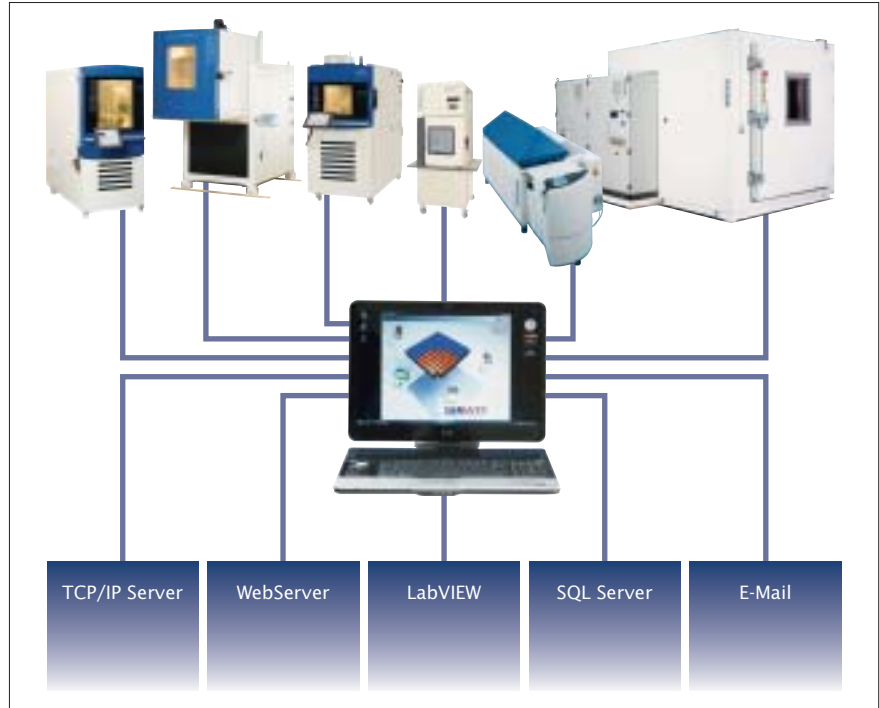 TCP/IP Server
WebServer
LabVIEW
SQL Server
E-Mail